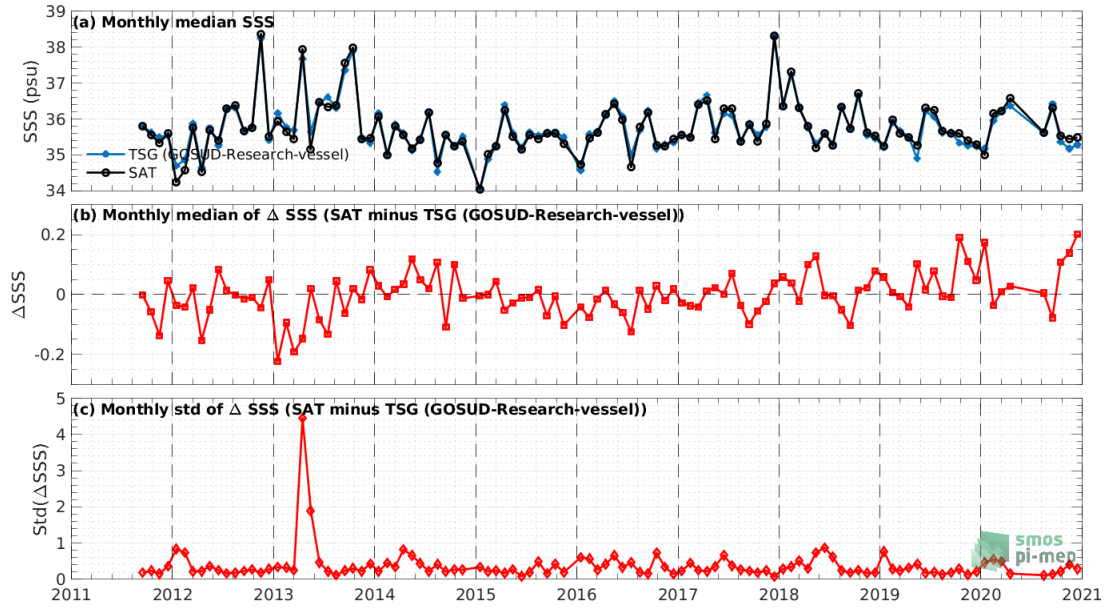 (a) Monthly median SSS
39
38
37
36
35
34
SSS (psu)
TSG (GOSUD-Research-vessel)
SAT
(b) Monthly median of Δ SSS (SAT minus TSG (GOSUD-Research-vessel))
0.2
0
-0.2
ΔSSS
(c) Monthly std of Δ SSS (SAT minus TSG (GOSUD-Research-vessel))
5
4
3
2
1
0
Std(ΔSSS)
smos
pi-mep
2011 2012 2013 2014 2015 2016 2017 2018 2019 2020 2021